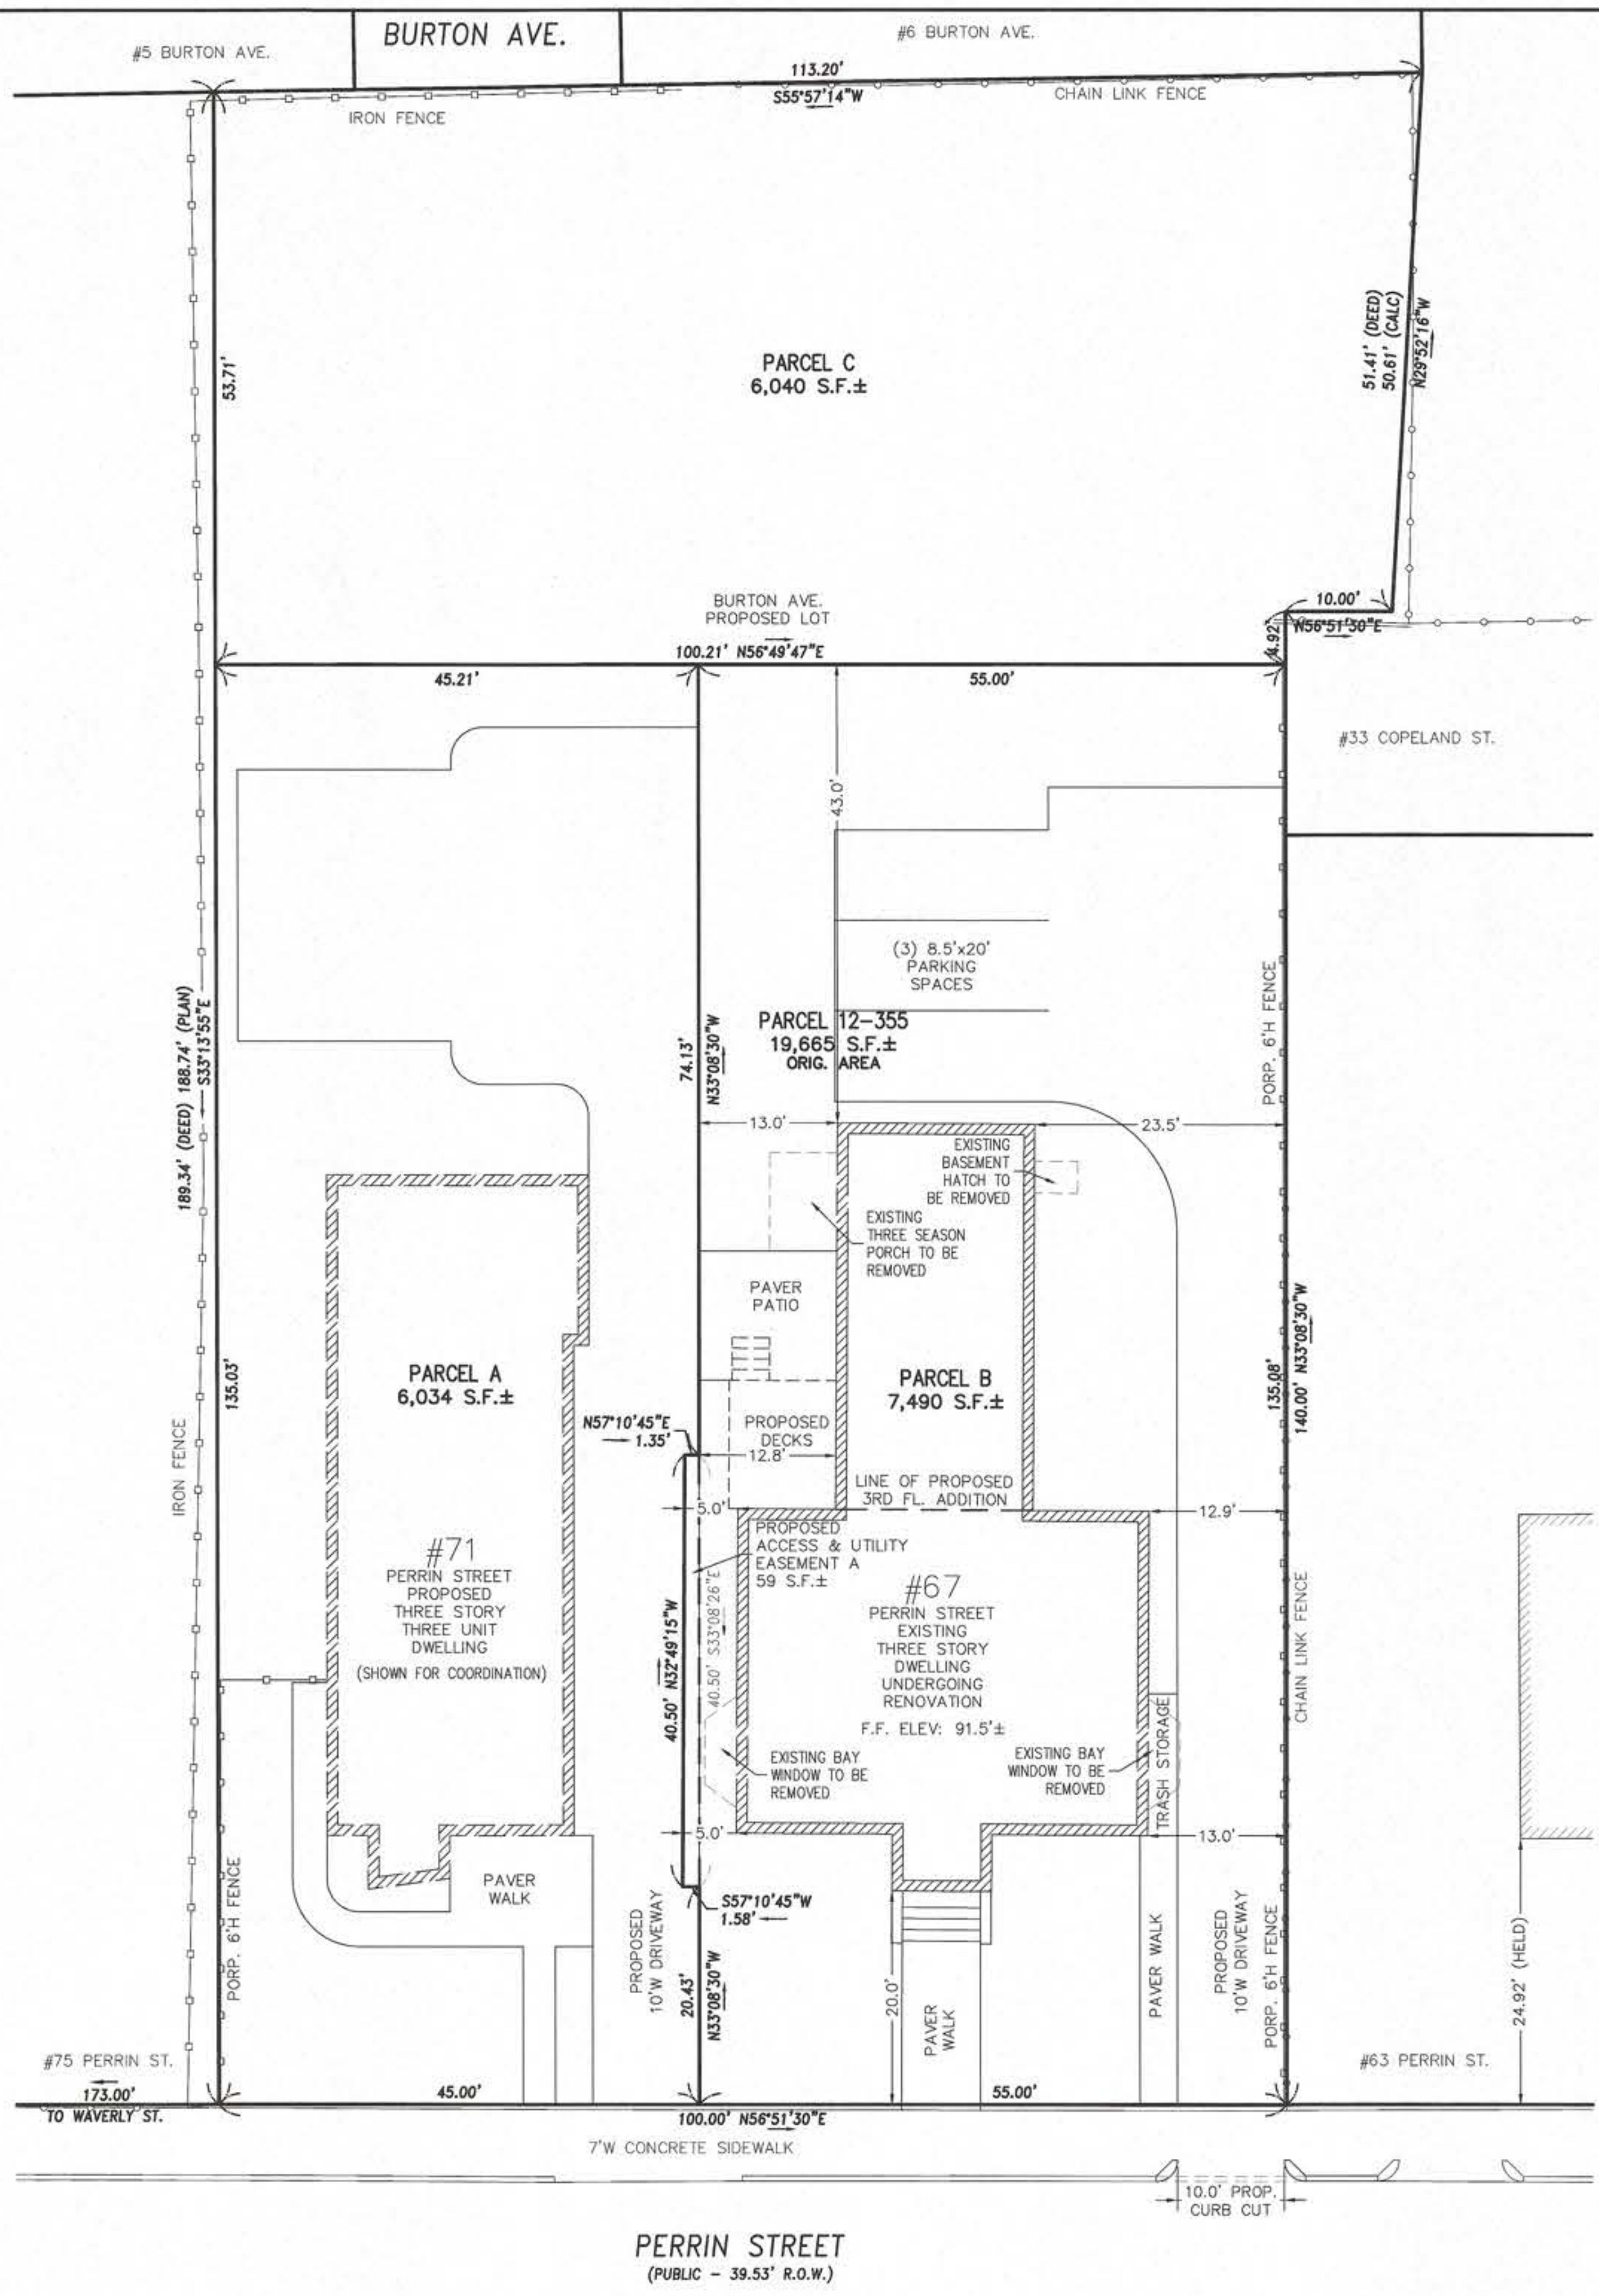 #5 BURTON AVE.
BURTON AVE.
#6 BURTON AVE.
113.20'
S55°57'14"W
IRON FENCE
CHAIN LINK FENCE
53.71'
PARCEL C
6,040 S.F.±
51.41' (DEED)
50.61' (CALC)
N29°52'16"W
BURTON AVE.
PROPOSED LOT
100.21' N56°49'47"E
10.00'
N56°51'30"E
4.92'
45.21'
55.00'
#33 COPELAND ST.
43.0'
(3) 8.5'x20'
PARKING
SPACES
PORP. 6'H FENCE
189.34' (DEED) 188.74' (PLAN)
S33°13'55"E
74.13'
N33°08'30"W
PARCEL 12-355
19,665 S.F.±
ORIG. AREA
13.0'
23.5'
EXISTING
BASEMENT
HATCH TO
BE REMOVED
EXISTING
THREE SEASON
PORCH TO BE
REMOVED
PAVER
PATIO
135.03'
PARCEL A
6,034 S.F.±
PARCEL B
7,490 S.F.±
135.08'
140.00' N33°08'30"W
IRON FENCE
N57°10'45"E
1.35'
PROPOSED
DECKS
12.8'
LINE OF PROPOSED
3RD FL. ADDITION
5.0'
12.9'
PROPOSED
ACCESS & UTILITY
EASEMENT A
59 S.F.±
#71
PERRIN STREET
PROPOSED
THREE STORY
THREE UNIT
DWELLING
(SHOWN FOR COORDINATION)
40.50' N32°49'15"W
40.50' S33°08'26"E
#67
PERRIN STREET
EXISTING
THREE STORY
DWELLING
UNDERGOING
RENOVATION
F.F. ELEV: 91.5'±
CHAIN LINK FENCE
EXISTING BAY
WINDOW TO BE
REMOVED
EXISTING BAY
WINDOW TO BE
REMOVED
TRASH STORAGE
5.0'
13.0'
PAVER
WALK
S57°10'45"W
1.58'
PORP. 6'H FENCE
PROPOSED
10'W DRIVEWAY
20.43'
N33°08'30"W
20.0'
PAVER
WALK
PAVER WALK
PROPOSED
10'W DRIVEWAY
PORP. 6'H FENCE
24.92' (HELD)
#75 PERRIN ST.
#63 PERRIN ST.
173.00'
TO WAVERLY ST.
45.00'
55.00'
100.00' N56°51'30"E
7'W CONCRETE SIDEWALK
10.0' PROP.
CURB CUT
PERRIN STREET
(PUBLIC - 39.53' R.O.W.)